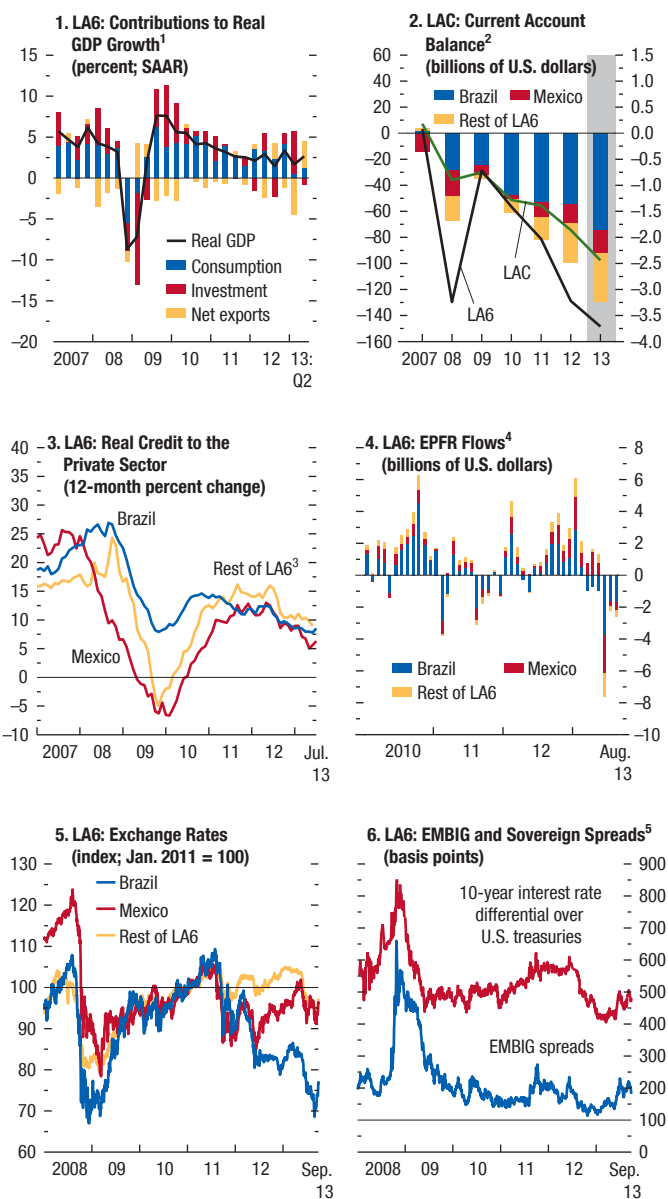 1. LA6: Contributions to Real
GDP Growth1
(percent; SAAR)
15
10
5
0
–5
–10
–15
–20
Real GDP
Consumption
Investment
Net exports
2007 08 09 10 11 12 13:
Q2
2. LAC: Current Account
Balance2
(billions of U.S. dollars)
60
40
20
0
–20
–40
–60
–80
–100
–120
–140
–160
1.5
1.0
0.5
0.0
–0.5
–1.0
–1.5
–2.0
–2.5
–3.0
–3.5
–4.0
Brazil Mexico
Rest of LA6
LAC
LA6
2007 08 09 10 11 12 13
3. LA6: Real Credit to the
Private Sector
(12-month percent change)
40
35
30
25
20
15
10
5
0
–5
–10
Brazil
Rest of LA63
Mexico
2007 08 09 10 11 12 Jul.
13
4. LA6: EPFR Flows4
(billions of U.S. dollars)
8
6
4
2
0
–2
–4
–6
–8
–10
Brazil Mexico
Rest of LA6
2010 11 12 Aug.
13
5. LA6: Exchange Rates
(index; Jan. 2011 = 100)
130
120
110
100
90
80
70
60
Brazil
Mexico
Rest of LA6
2008 09 10 11 12 Sep.
13
6. LA6: EMBIG and Sovereign Spreads5
(basis points)
900
800
700
600
500
400
300
200
100
0
10-year interest rate
differential over
U.S. treasuries
EMBIG spreads
2008 09 10 11 12 Sep.
13